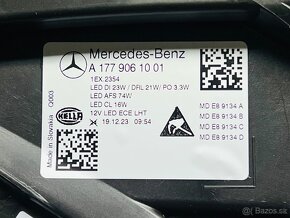 Mercedes-Benz
A 177 906 10 01
1EX 2354
LED DI 23W / DRL 21W/ PO 3,3W
LED AFS 74W
LED CL 16W
12V LED ECE LHT
19.12.23 09:54
HELLA
Made in Slovakia Q003
MD E8 9134 A
MD E8 9134 B
MD E8 9134 C
MD E8 9134 D
bazos.sk